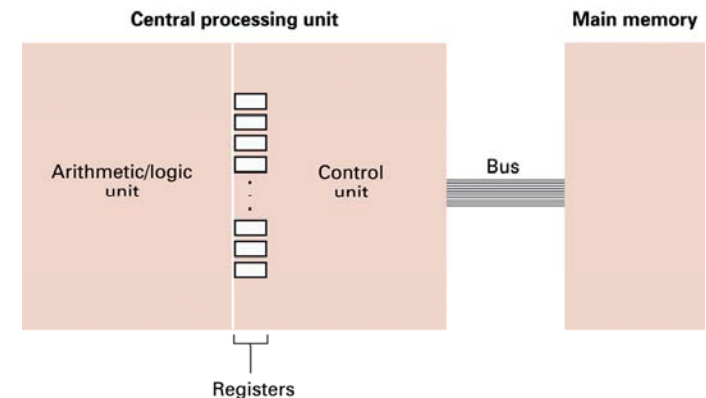 Central processing unit
Main memory
Arithmetic/logic
unit
Control
unit
Bus
Registers